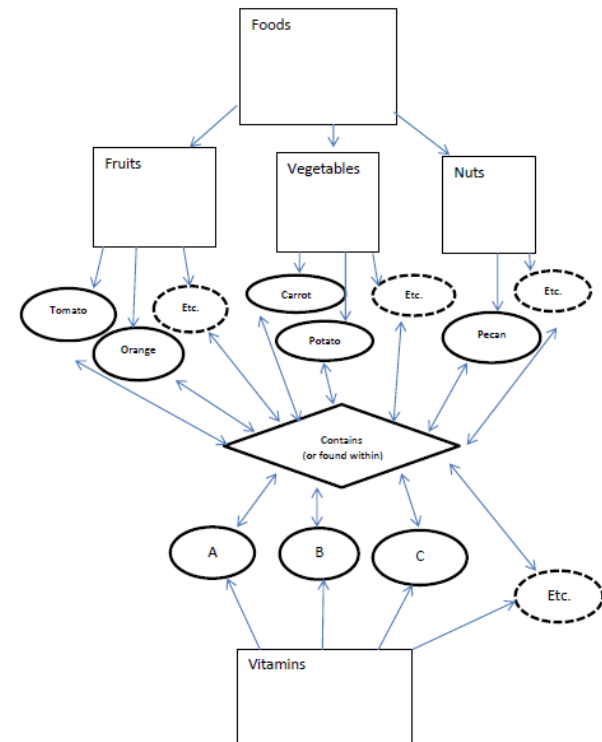 Foods
Fruits
Vegetables
Nuts
Tomato
Orange
Etc.
Carrot
Potato
Etc.
Pecan
Etc.
Contains
(or found within)
A
B
C
Etc.
Vitamins